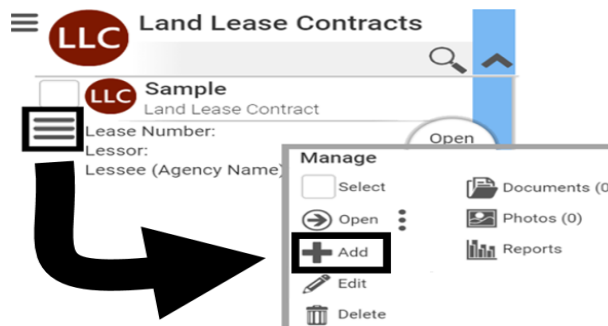 LLC Land Lease Contracts
LLC Sample
Land Lease Contract
Lease Number:
Lessor:
Lessee (Agency Name)
Open
Manage
Select
Documents (0
Open
Photos (0)
Add
Reports
Edit
Delete